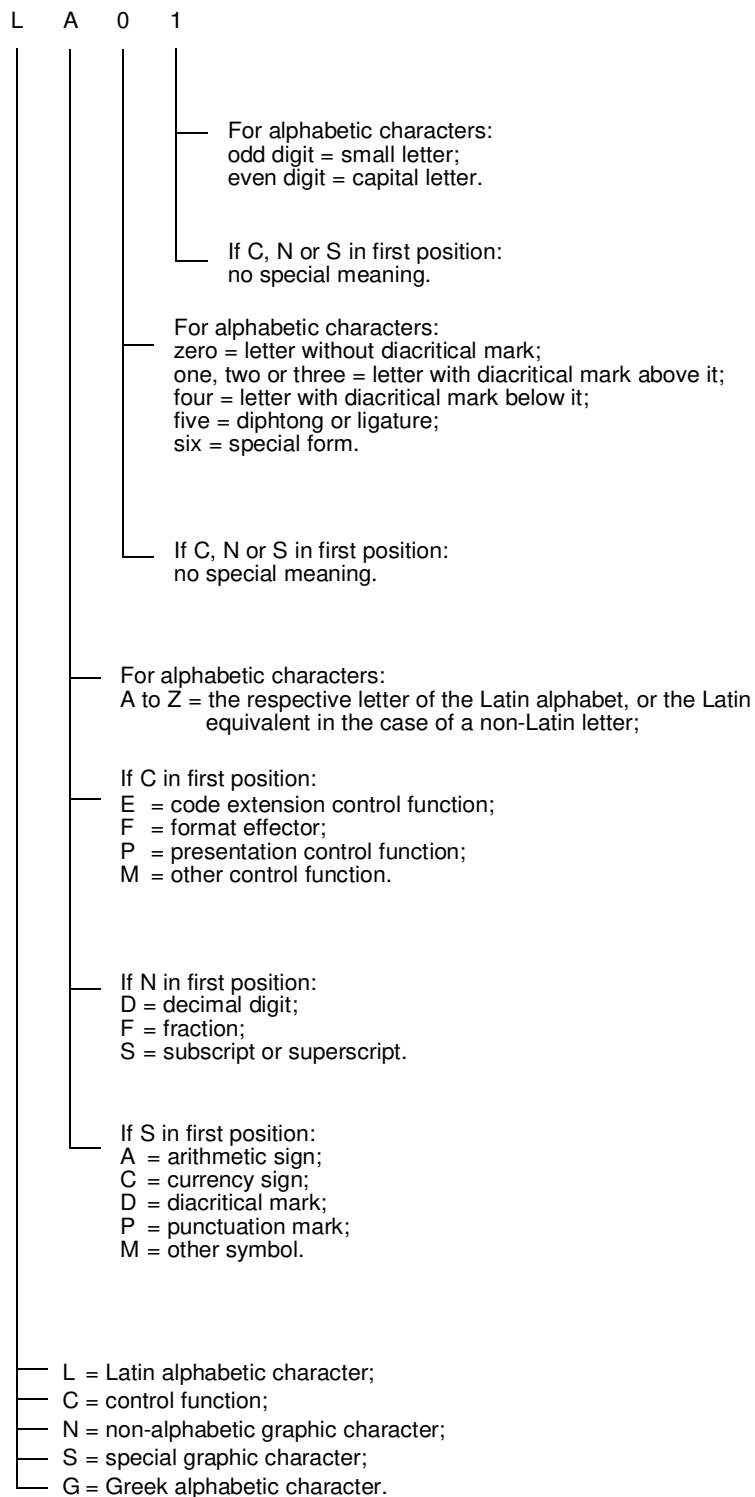 L A 0 1
For alphabetic characters:
odd digit = small letter;
even digit = capital letter.
If C, N or S in first position:
no special meaning.
For alphabetic characters:
zero = letter without diacritical mark;
one, two or three = letter with diacritical mark above it;
four = letter with diacritical mark below it;
five = diphtong or ligature;
six = special form.
If C, N or S in first position:
no special meaning.
For alphabetic characters:
A to Z = the respective letter of the Latin alphabet, or the Latin
equivalent in the case of a non-Latin letter;
If C in first position:
E = code extension control function;
F = format effector;
P = presentation control function;
M = other control function.
If N in first position:
D = decimal digit;
F = fraction;
S = subscript or superscript.
If S in first position:
A = arithmetic sign;
C = currency sign;
D = diacritical mark;
P = punctuation mark;
M = other symbol.
L = Latin alphabetic character;
C = control function;
N = non-alphabetic graphic character;
S = special graphic character;
G = Greek alphabetic character.